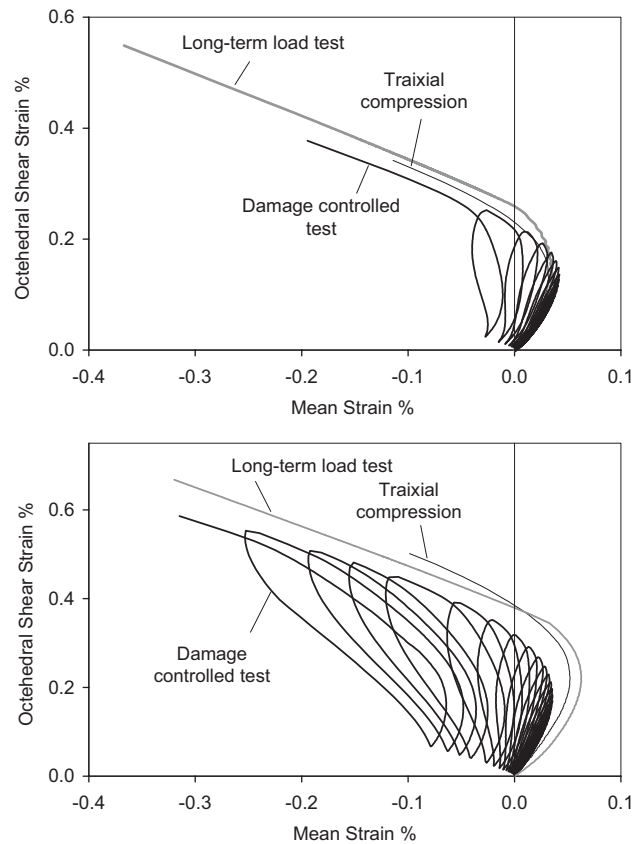 0.6
Long-term load test
Traixial
compression
0.4
Octehedral Shear Strain %
Damage controlled
test
0.2
0.0
-0.4
-0.3
-0.2
-0.1
0.0
0.1
Mean Strain %
Long-term load test
Traixial
compression
0.6
Octehedral Shear Strain %
0.4
Damage
controlled test
0.2
0.0
-0.4
-0.3
-0.2
-0.1
0.0
0.1
Mean Strain %